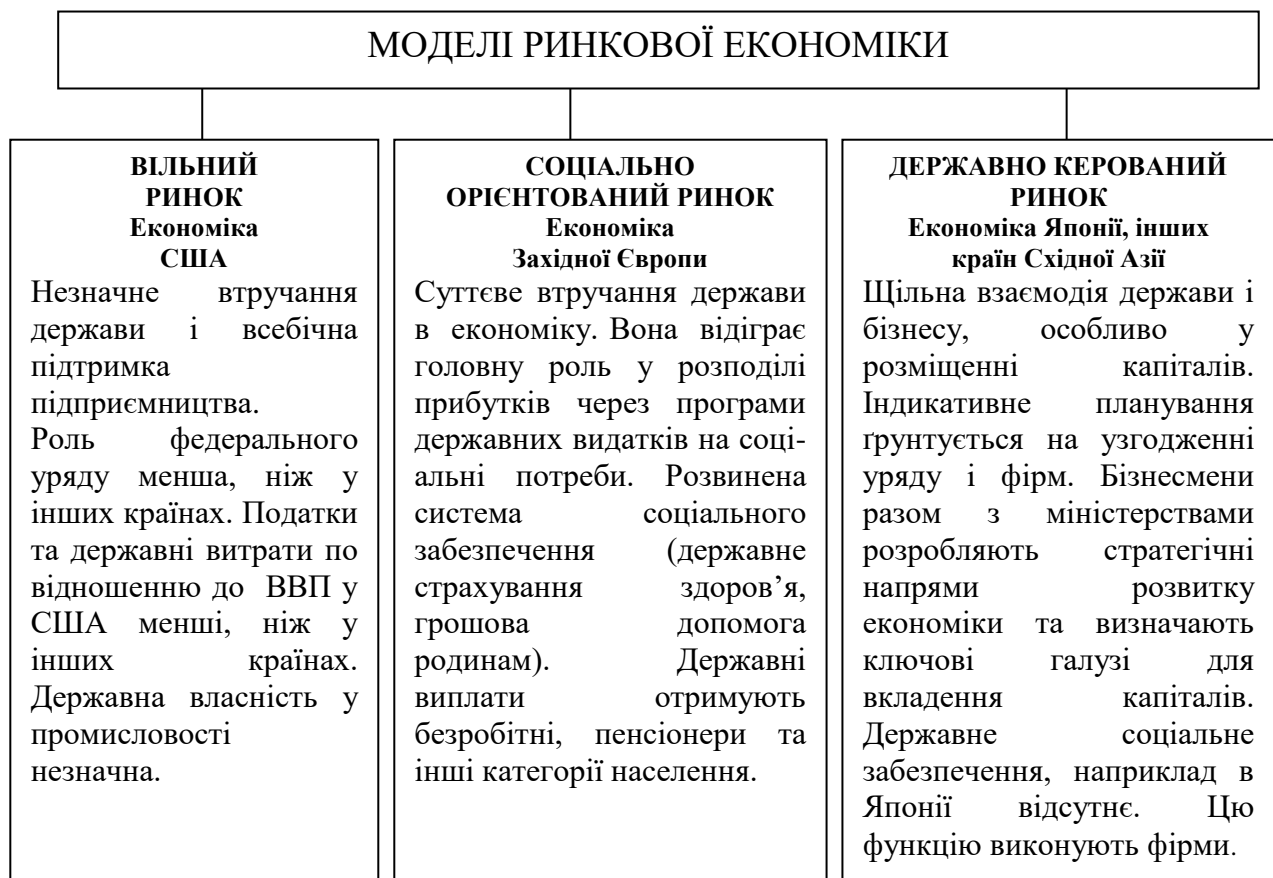 МОДЕЛІ РИНКОВОЇ ЕКОНОМІКИ
ВІЛЬНИЙ
РИНОК
Економіка
США
Незначне втручання
держави і всебічна
підтримка
підприємництва.
Роль федерального
уряду менша, ніж у
інших країнах. Податки
та державні витрати по
відношенню до ВВП у
США менші, ніж у
інших країнах.
Державна власність у
промисловості
незначна.
СОЦІАЛЬНО
ОРІЄНТОВАНИЙ РИНОК
Економіка
Західної Європи
Суттєве втручання держави
в економіку. Вона відіграє
головну роль у розподілі
прибутків через програми
державних видатків на соці-
альні потреби. Розвинена
система соціального
забезпечення (державне
страхування здоров’я,
грошова допомога
родинам). Державні
виплати отримують
безробітні, пенсіонери та
інші категорії населення.
ДЕРЖАВНО КЕРОВАНИЙ
РИНОК
Економіка Японії, інших
країн Східної Азії
Щільна взаємодія держави і
бізнесу, особливо у
розміщенні капіталів.
Індикативне планування
ґрунтується на узгодженні
уряду і фірм. Бізнесмени
разом з міністерствами
розробляють стратегічні
напрями розвитку
економіки та визначають
ключові галузі для
вкладення капіталів.
Державне соціальне
забезпечення, наприклад в
Японії відсутнє. Цю
функцію виконують фірми.